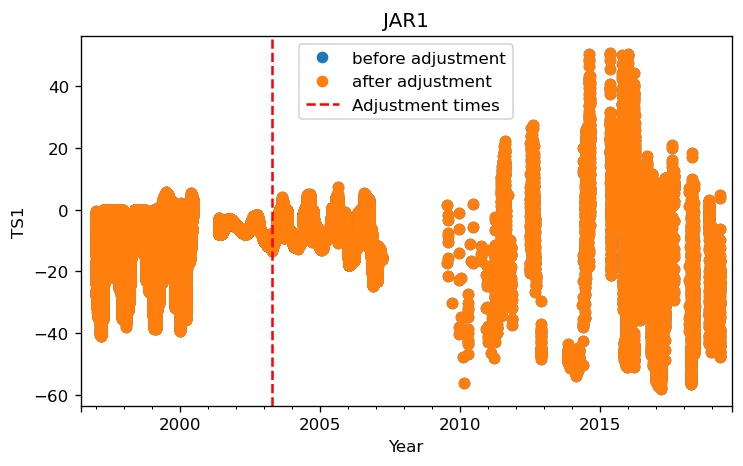 JAR1
before adjustment
after adjustment
Adjustment times
TS1
40
20
0
−20
−40
−60
2000 2005 2010 2015
Year